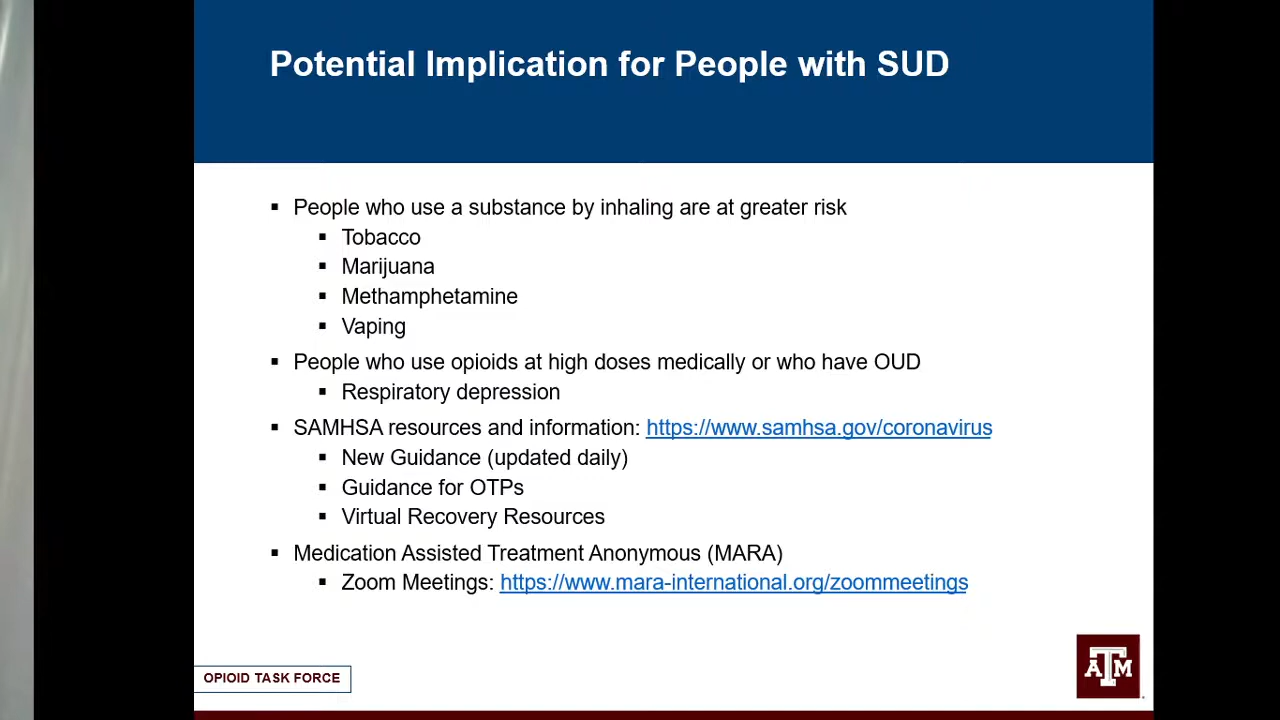 Potential Implication for People with SUD
▪ People who use a substance by inhaling are at greater risk
▪ Tobacco
▪ Marijuana
▪ Methamphetamine
▪ Vaping
▪ People who use opioids at high doses medically or who have OUD
▪ Respiratory depression
▪ SAMHSA resources and information: https://www.samhsa.gov/coronavirus
▪ New Guidance (updated daily)
▪ Guidance for OTPs
▪ Virtual Recovery Resources
▪ Medication Assisted Treatment Anonymous (MARA)
▪ Zoom Meetings: https://www.mara-international.org/zoommeetings
OPIOID TASK FORCE
ATM